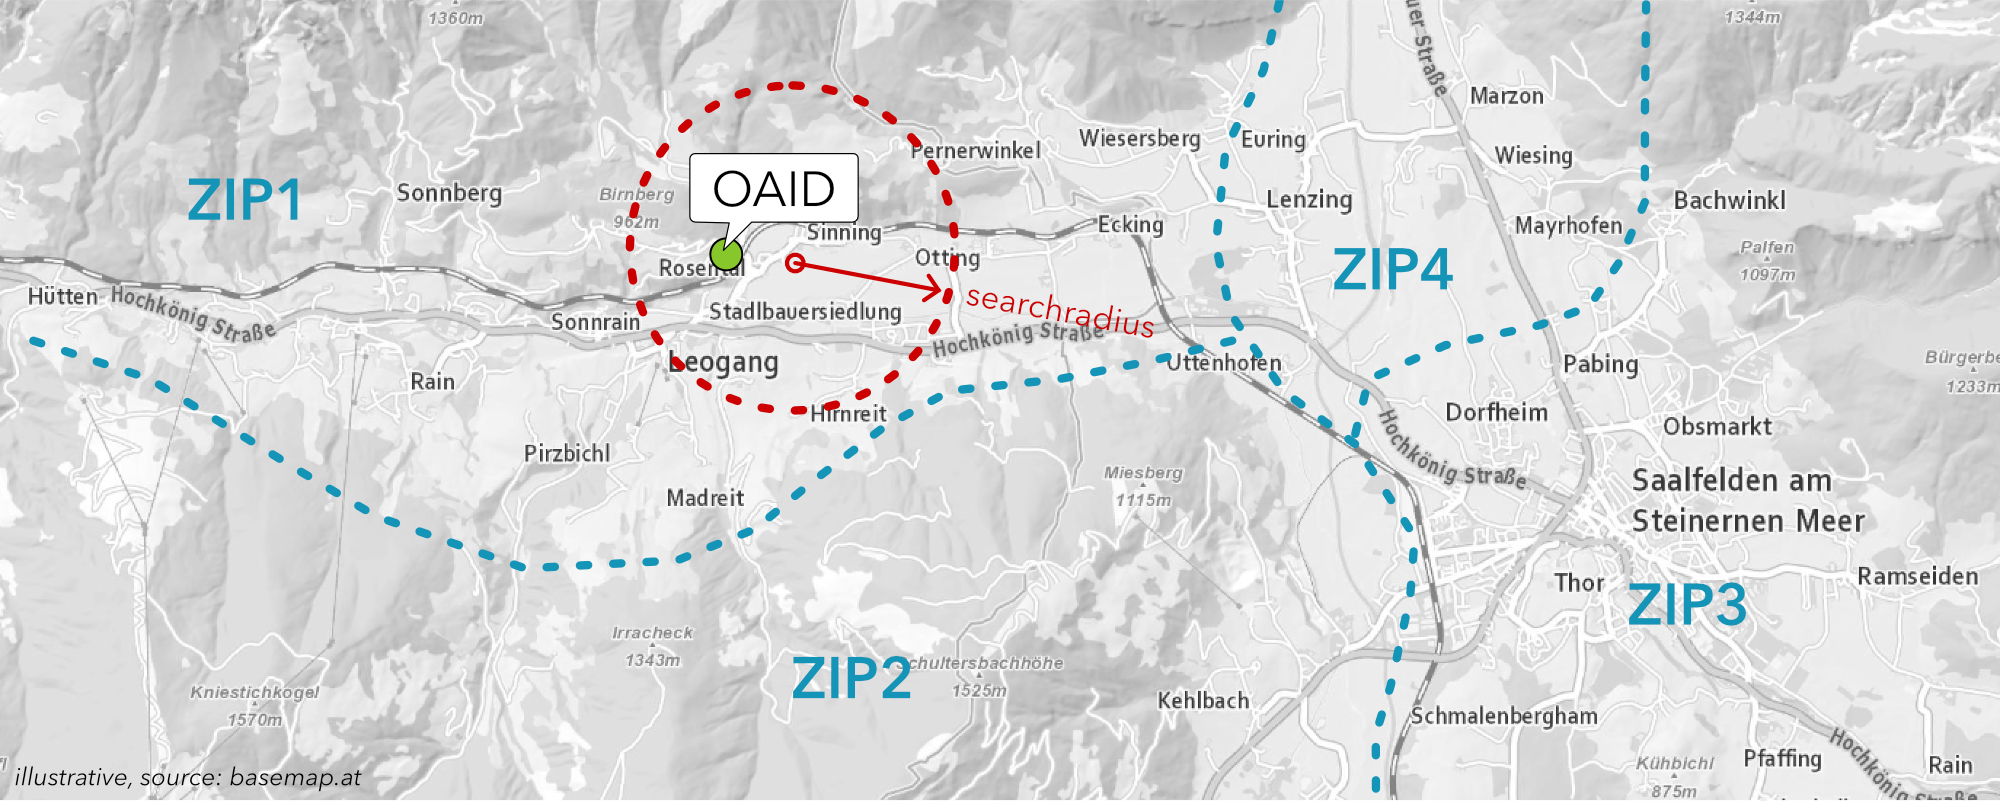 1360m
1344m
uer Straße
Marzon
Wiesersberg
Euring
Pernerwinkel
Wiesing
ZIP1
Sonnberg
Birnberg
962m
OAID
Lenzing
Bachwinkl
Sinning
Ecking
Mayrhofen
Palfen
1097m
Rosental
Otting
ZIP4
Hütten
Hochkönig Straße
searchradius
Sonnrain
Stadlbauersiedlung
Hochkönig Straße
Leogang
Uttenhofen
Pabing
Bürgerbe
1233m
Rain
Hirnreit
Dorfheim
Obsmarkt
Hochkönig Straße
Pirzbichl
Madreit
Miesberg
1115m
Saalfelden am
Steinernen Meer
Thor
Ramseiden
ZIP3
Irracheck
1343m
ZIP2
chultersbachhöhe
1525m
Kniestichkogel
1570m
Kehlbach
Schmalenbergham
Hochkönig Straße
Pfaffing
Rain
Kühbichl
875m
illustrative, source: basemap.at